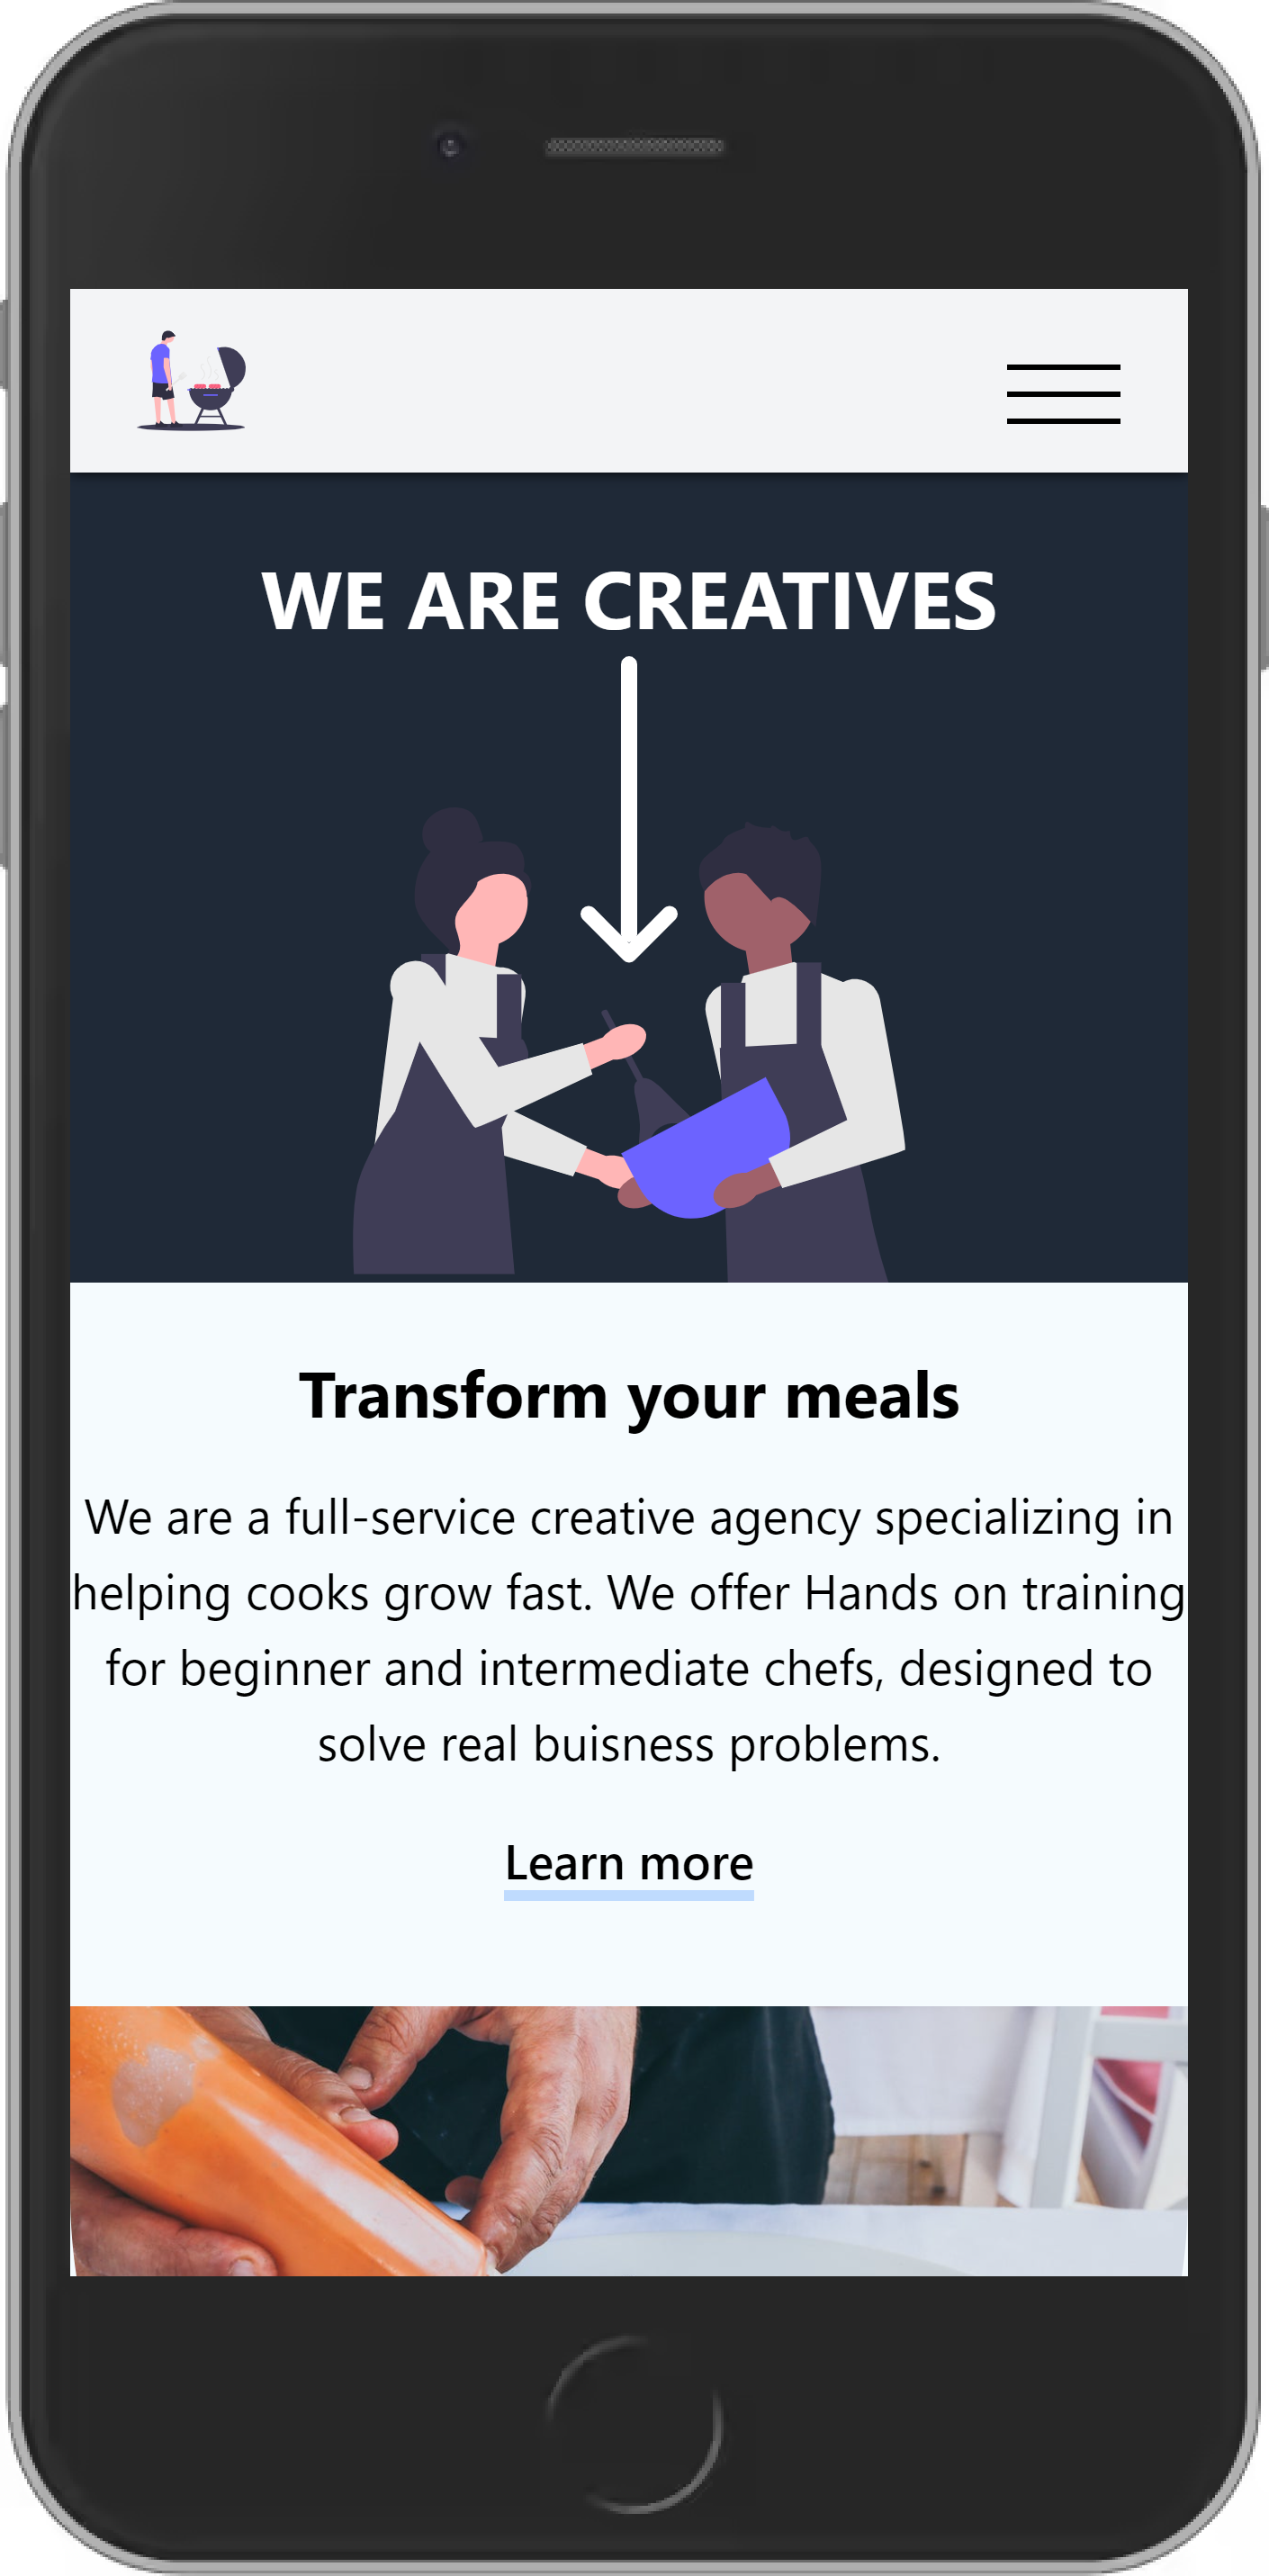 WE ARE CREATIVES
Transform your meals
We are a full-service creative agency specializing in
helping cooks grow fast. We offer Hands on training
for beginner and intermediate chefs, designed to
solve real buisness problems.
Learn more